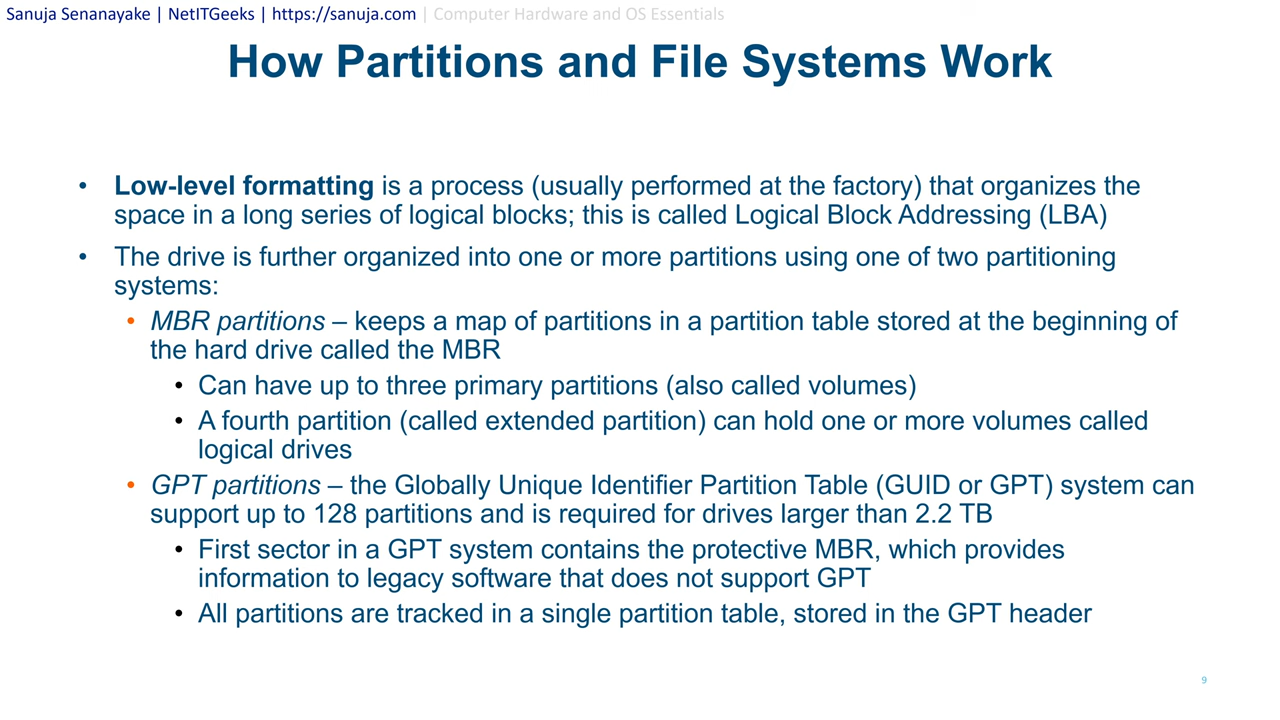 Sanuja Senanayake | NetITGeeks | https://sanuja.com | Computer Hardware and OS Essentials
How Partitions and File Systems Work
• Low-level formatting is a process (usually performed at the factory) that organizes the
space in a long series of logical blocks; this is called Logical Block Addressing (LBA)
• The drive is further organized into one or more partitions using one of two partitioning
systems:
• MBR partitions – keeps a map of partitions in a partition table stored at the beginning of
the hard drive called the MBR
• Can have up to three primary partitions (also called volumes)
• A fourth partition (called extended partition) can hold one or more volumes called
logical drives
• GPT partitions – the Globally Unique Identifier Partition Table (GUID or GPT) system can
support up to 128 partitions and is required for drives larger than 2.2 TB
• First sector in a GPT system contains the protective MBR, which provides
information to legacy software that does not support GPT
• All partitions are tracked in a single partition table, stored in the GPT header
9